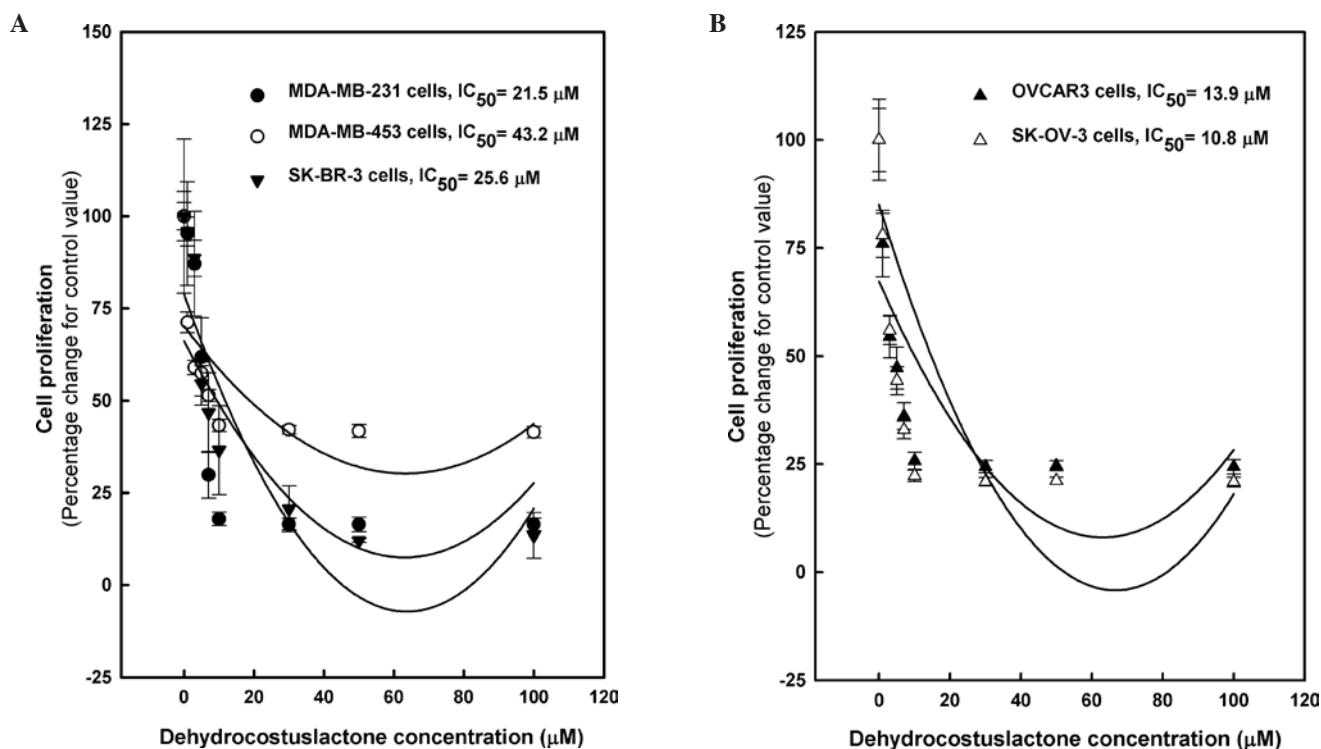 A
150
125
100
75
50
25
0
-25
Cell proliferation
(Percentage change for control value)
MDA-MB-231 cells, IC50= 21.5 μM
MDA-MB-453 cells, IC50= 43.2 μM
SK-BR-3 cells, IC50= 25.6 μM
0 20 40 60 80 100 120
Dehydrocostuslactone concentration (μM)
B
125
100
75
50
25
0
-25
Cell proliferation
(Percentage change for control value)
OVCAR3 cells, IC50= 13.9 μM
SK-OV-3 cells, IC50= 10.8 μM
0 20 40 60 80 100 120
Dehydrocostuslactone concentration (μM)